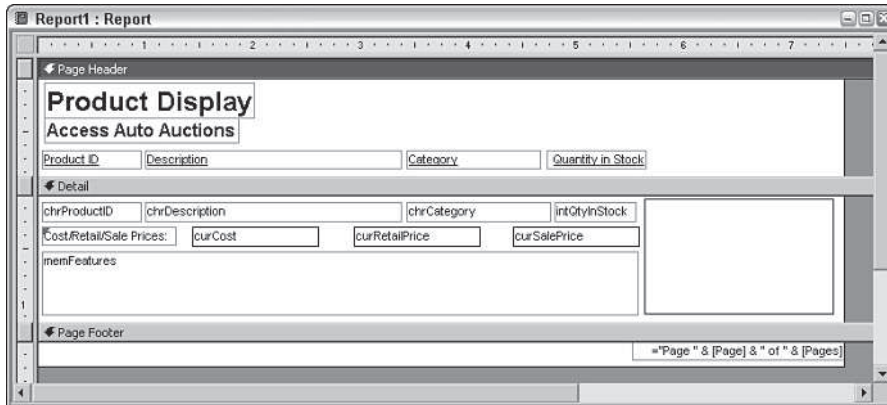 Report1 : Report
1 2 3 4 5 6 7
Page Header
Product Display
Access Auto Auctions
Product ID Description Category Quantity in Stock
Detail
chrProductID chrDescription chrCategory intQtyInStock
Cost/Retail/Sale Prices: curCost curRetailPrice curSalePrice
memFeatures
1
Page Footer
="Page " & [Page] & " of " & [Pages]